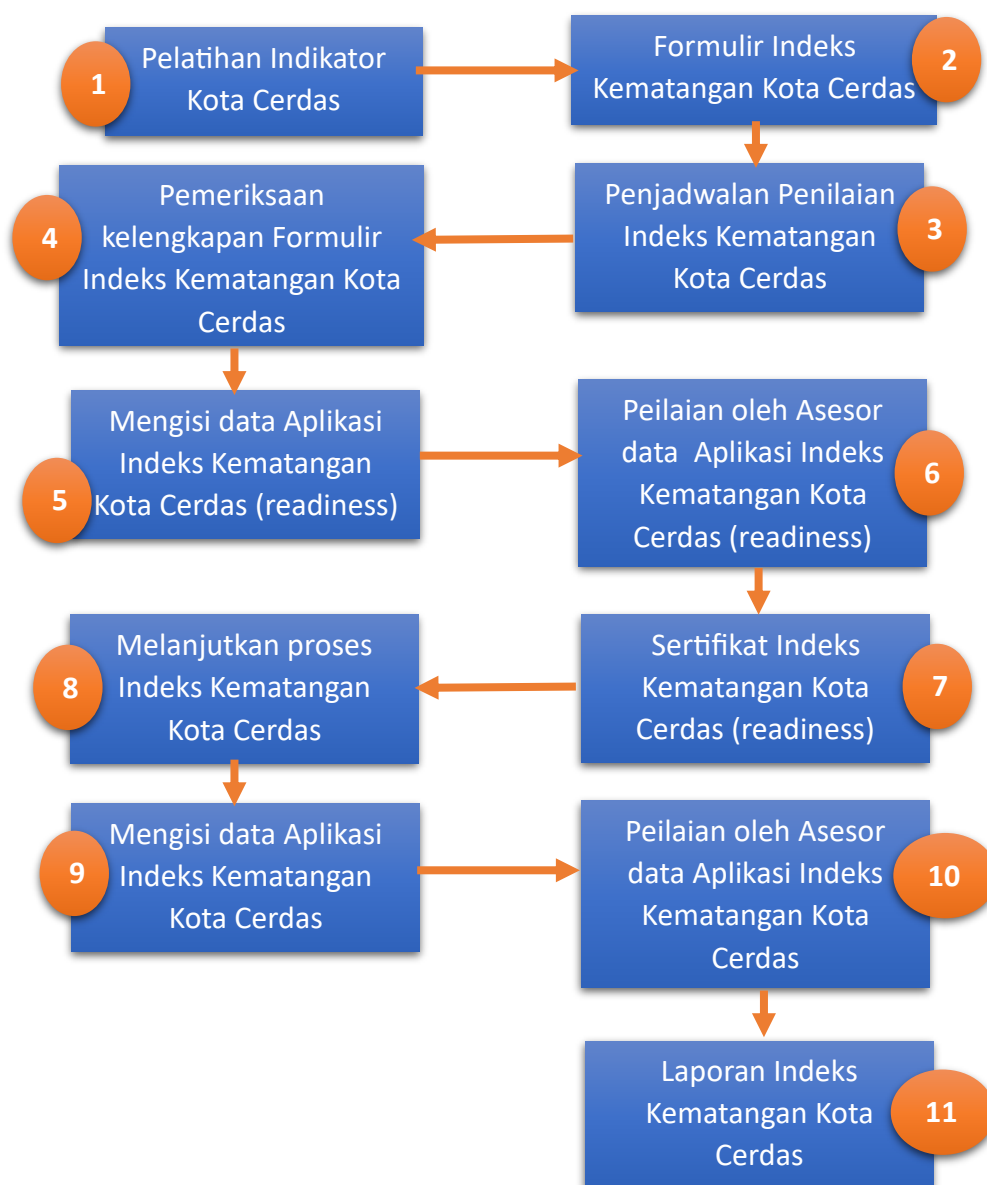 1
Pelatihan Indikator
Kota Cerdas
Formulir Indeks
Kematangan Kota Cerdas
2
Penjadwalan Penilaian
Indeks Kematangan
Kota Cerdas
3
4
Pemeriksaan
kelengkapan Formulir
Indeks Kematangan Kota
Cerdas
5
Mengisi data Aplikasi
Indeks Kematangan
Kota Cerdas (readiness)
Peilaian oleh Asesor
data Aplikasi Indeks
Kematangan Kota
Cerdas (readiness)
6
Sertifikat Indeks
Kematangan Kota
Cerdas (readiness)
7
8
Melanjutkan proses
Indeks Kematangan
Kota Cerdas
9
Mengisi data Aplikasi
Indeks Kematangan
Kota Cerdas
Peilaian oleh Asesor
data Aplikasi Indeks
Kematangan Kota
Cerdas
10
Laporan Indeks
Kematangan Kota
Cerdas
11